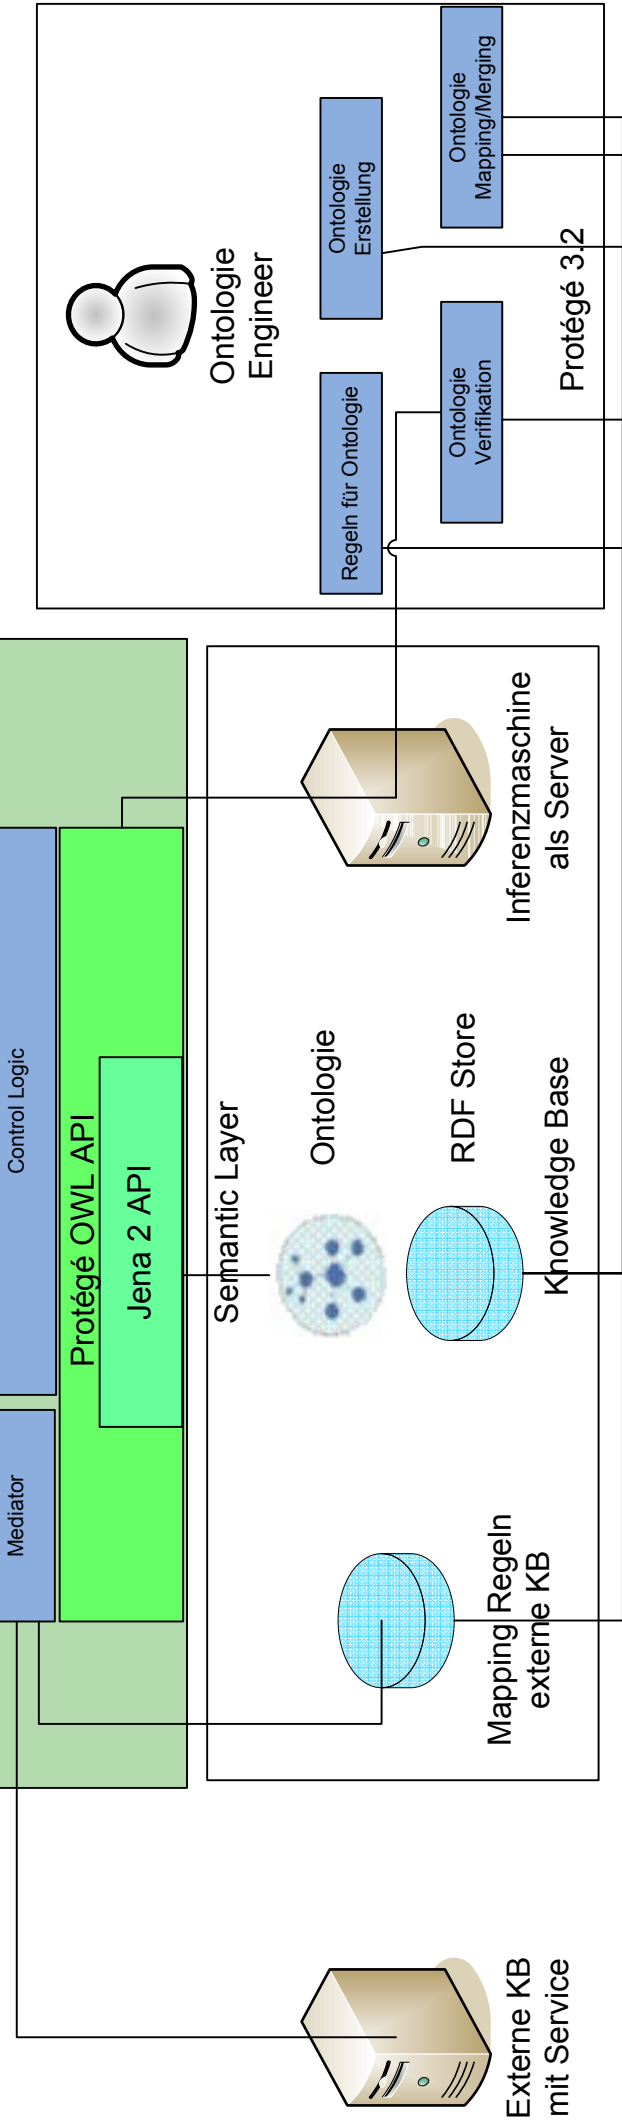 Mediator
Control Logic
Protégé OWL API
Jena 2 API
Semantic Layer
Ontologie
RDF Store
Knowledge Base
Mapping Regeln
externe KB
Externe KB
mit Service
Inferenzmaschine
als Server
Ontologie
Engineer
Regeln für Ontologie
Ontologie
Erstellung
Ontologie
Verifikation
Ontologie
Mapping/Merging
Protégé 3.2